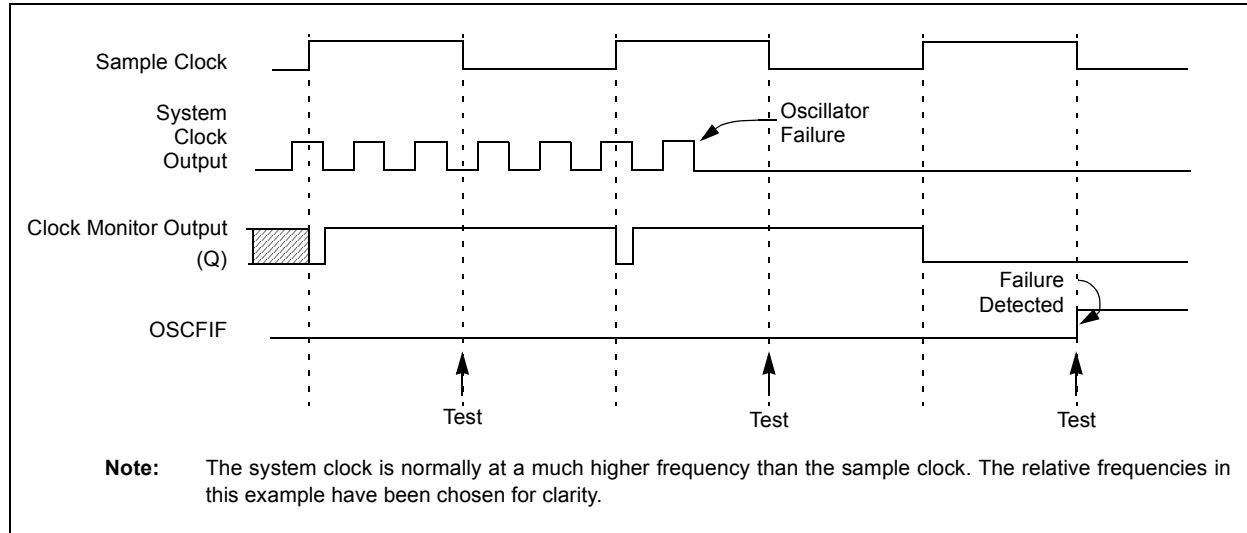 Sample Clock
System
Clock
Output
Oscillator
Failure
Clock Monitor Output
(Q)
Failure
Detected
OSCFIF
Test
Test
Test
Note: The system clock is normally at a much higher frequency than the sample clock. The relative frequencies in
this example have been chosen for clarity.